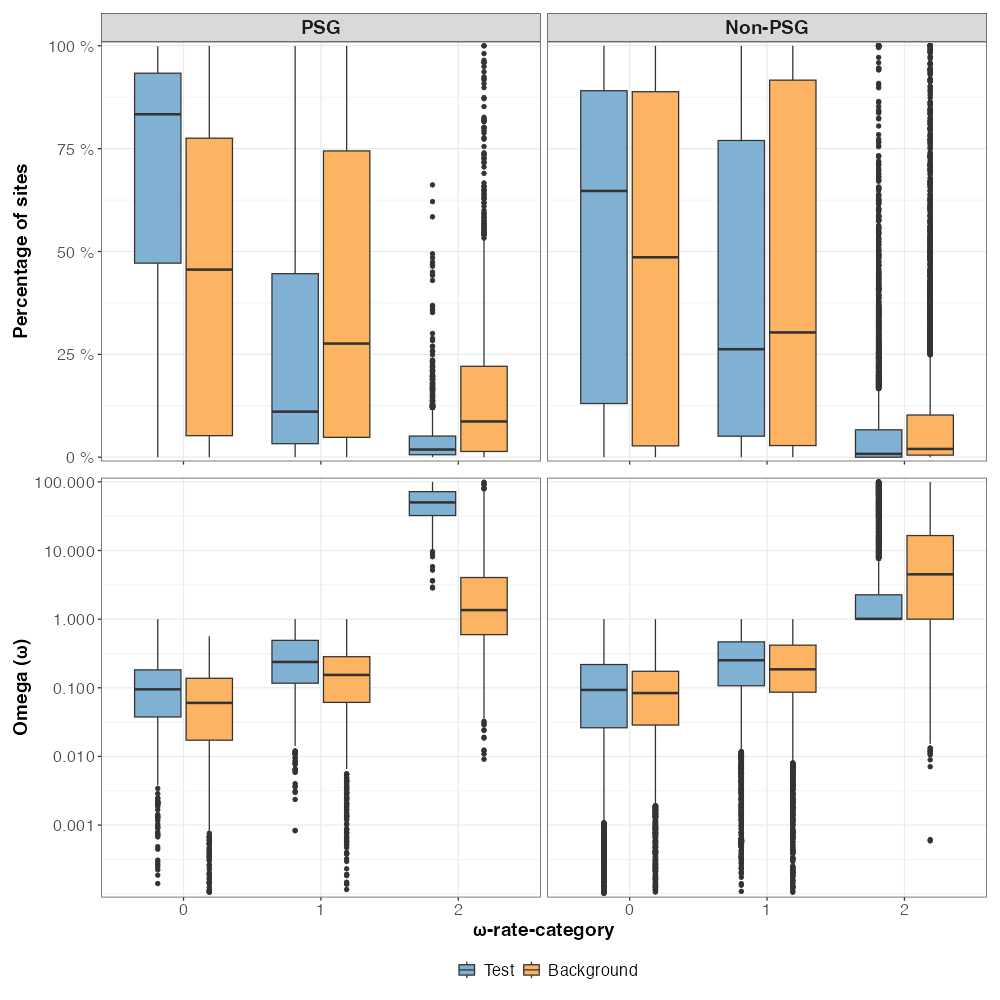 PSG
Non-PSG
Percentage of sites
100 %
75 %
50 %
25 %
0 %
Omega (ω)
100.000
10.000
1.000
0.100
0.010
0.001
0 1 2
0 1 2
ω-rate-category
Test Background